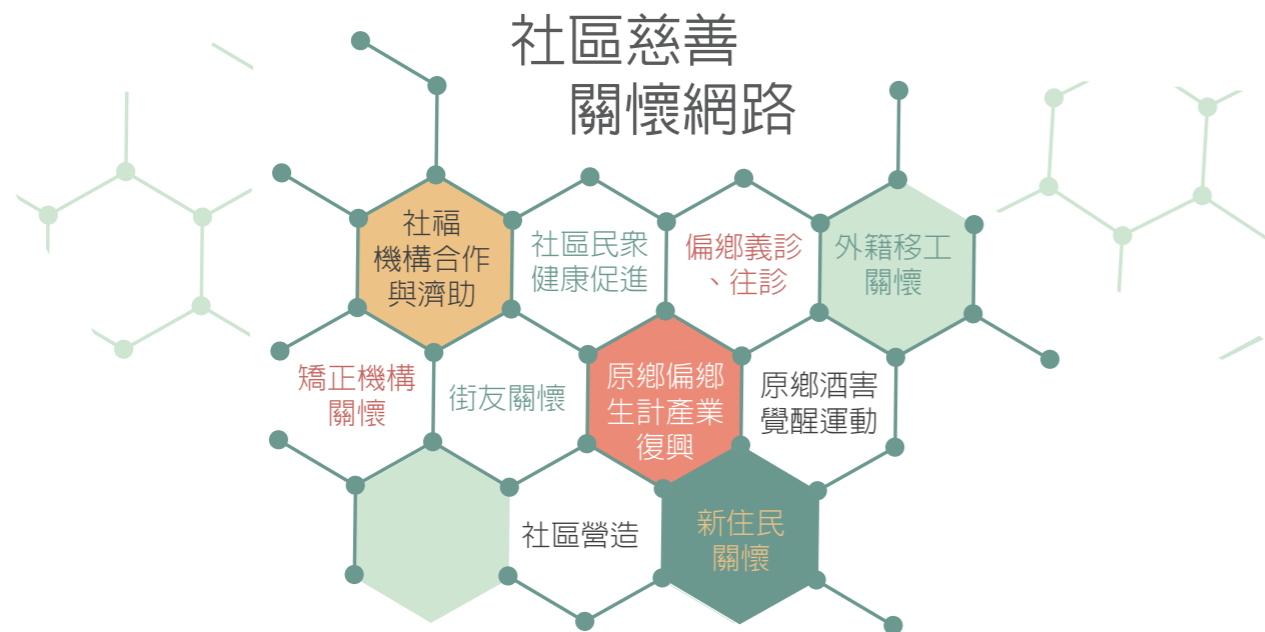 社區慈善
關懷網路
社福
機構合作
與濟助
社區民眾
健康促進
偏鄉義診
、往診
外籍移工
關懷
矯正機構
關懷
街友關懷
原鄉偏鄉
生計產業
復興
原鄉酒害
覺醒運動
社區營造
新住民
關懷